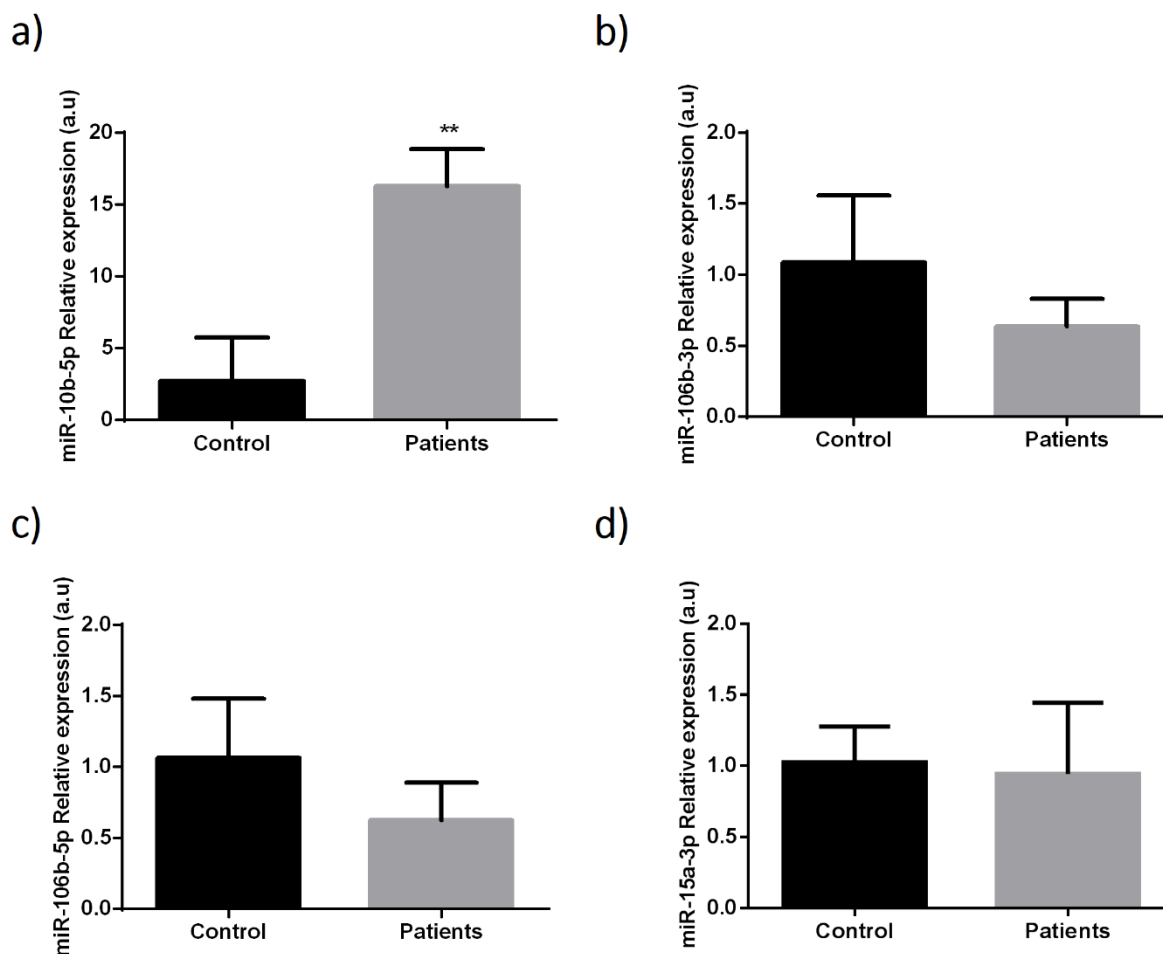 a)
miR-10b-5p Relative expression (a.u)
20
15
10
5
0
**
Control
Patients
b)
miR-106b-3p Relative expression (a.u)
2.0
1.5
1.0
0.5
0.0
Control
Patients
c)
miR-106b-5p Relative expression (a.u)
2.0
1.5
1.0
0.5
0.0
Control
Patients
d)
miR-15a-3p Relative expression (a.u)
2.0
1.5
1.0
0.5
0.0
Control
Patients